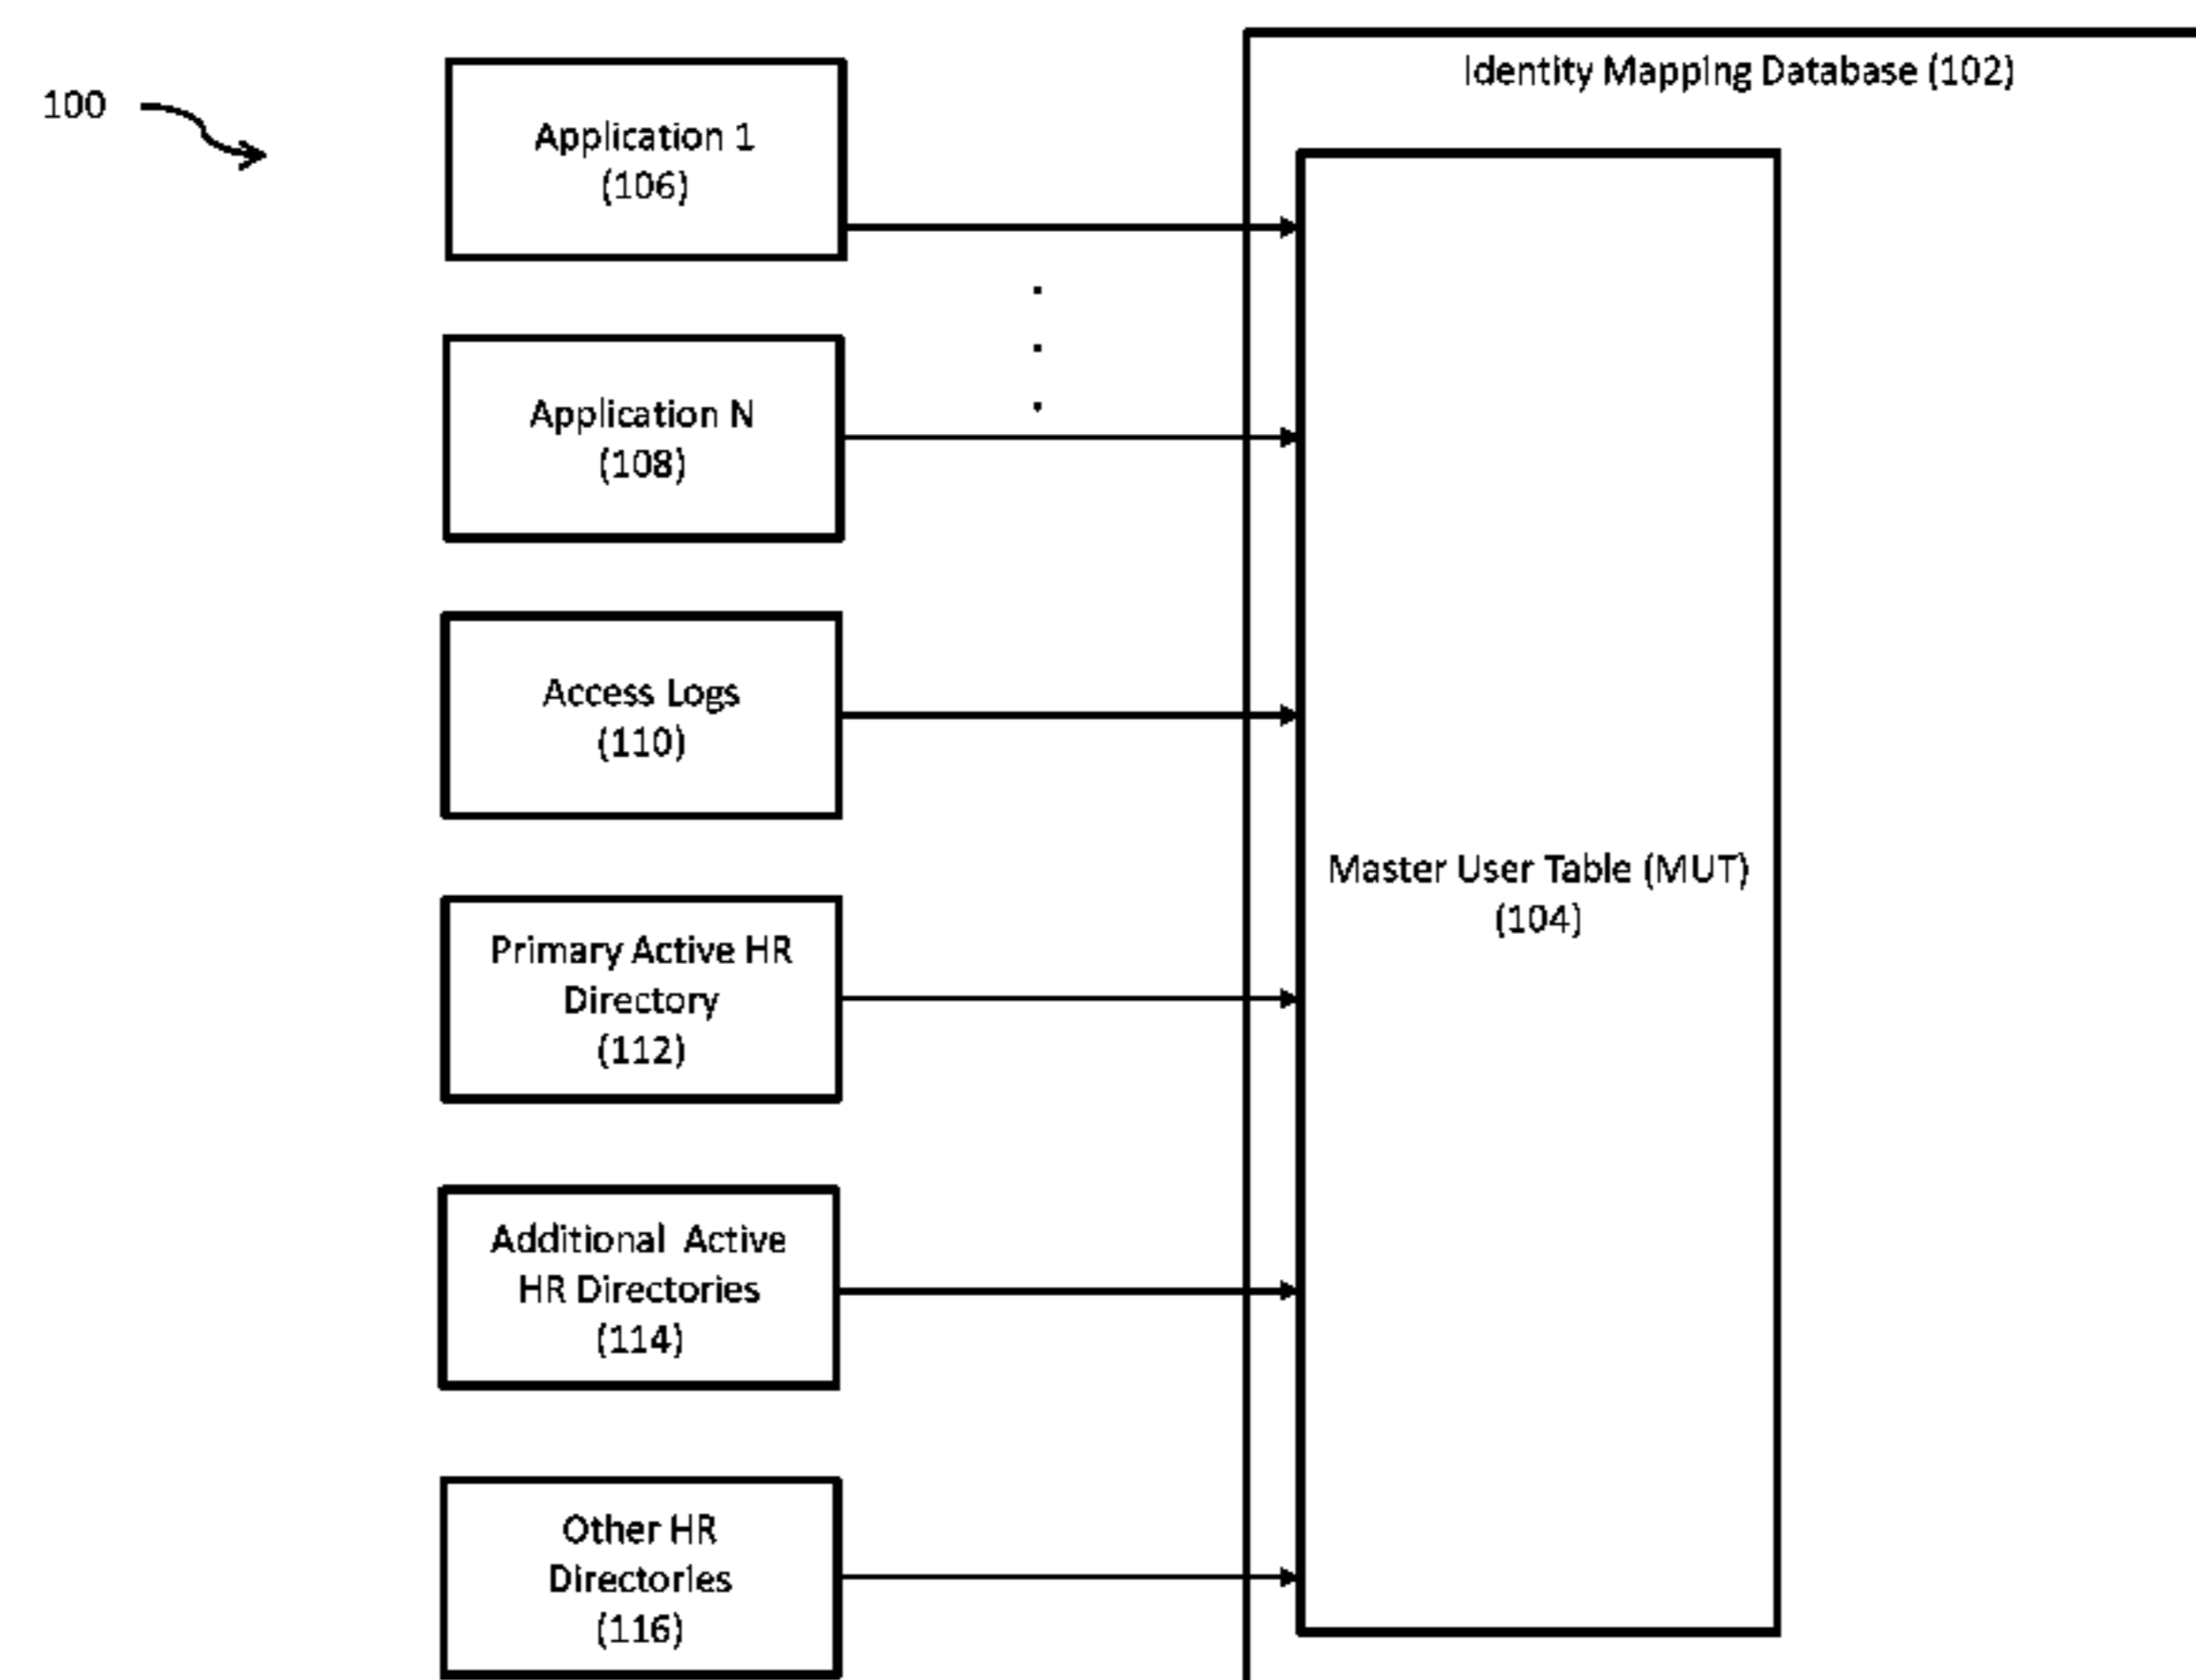 100
Application 1
(106)
Application N
(108)
Access Logs
(110)
Primary Active HR
Directory
(112)
Additional Active
HR Directories
(114)
Other HR
Directories
(116)
Identity Mapping Database (102)
Master User Table (MUT)
(104)